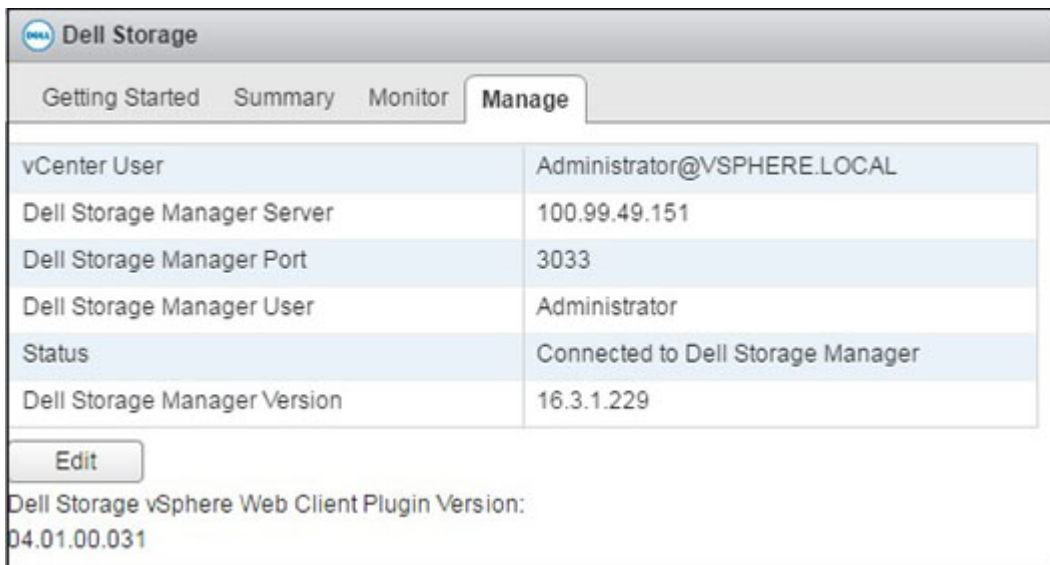 DELL Dell Storage
Getting Started Summary Monitor Manage
vCenter User Administrator@VSPHERE.LOCAL
Dell Storage Manager Server 100.99.49.151
Dell Storage Manager Port 3033
Dell Storage Manager User Administrator
Status Connected to Dell Storage Manager
Dell Storage Manager Version 16.3.1.229
Edit
Dell Storage vSphere Web Client Plugin Version:
04.01.00.031